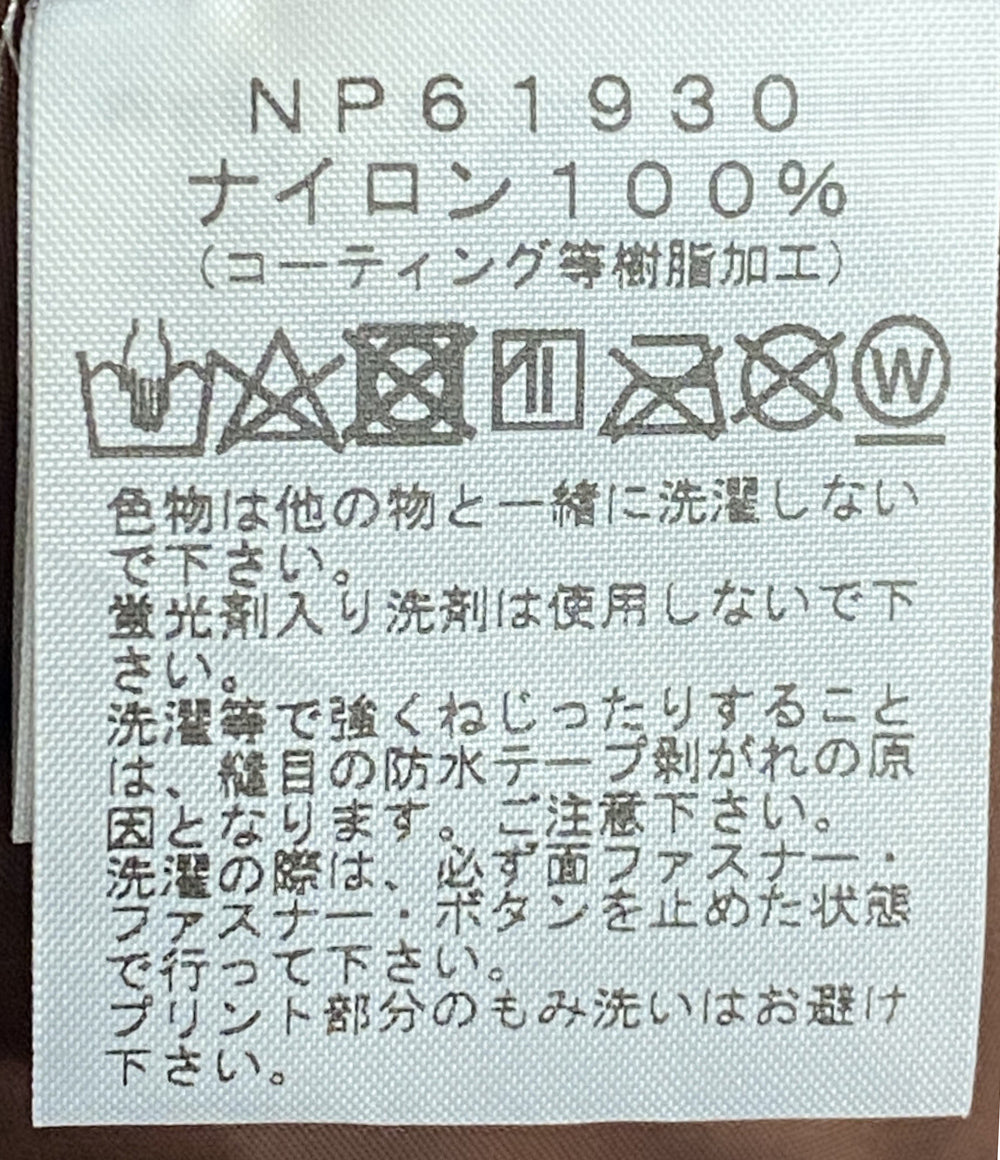 NP61930
ナイロン100%
(コーティング等樹脂加工)
W
色物は他の物と一緒に洗濯しない
で下さい。
蛍光剤入り洗剤は使用しないで下
さい。
洗濯等で強くねじったりすること
は、縫目の防水テープ剥がれの原
因となります。ご注意下さい。
洗濯の際は、必ず面ファスナー・
ファスナー・ボタンを止めた状態
で行って下さい。
プリント部分のもみ洗いはお避け
下さい。